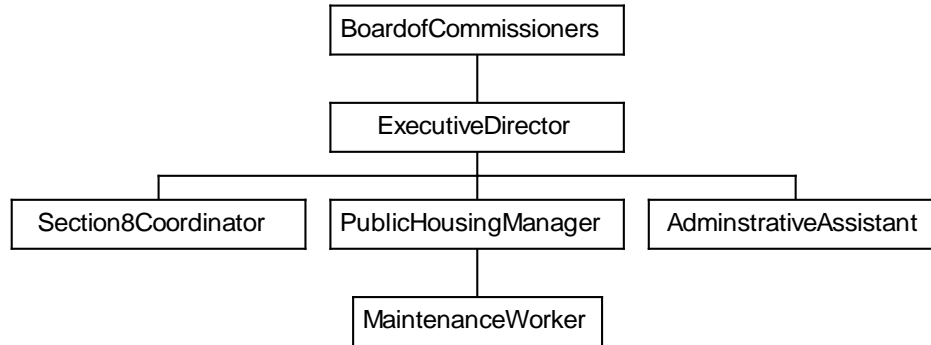 BoardofCommissioners
ExecutiveDirector
Section8Coordinator
PublicHousingManager
AdminstrativeAssistant
MaintenanceWorker